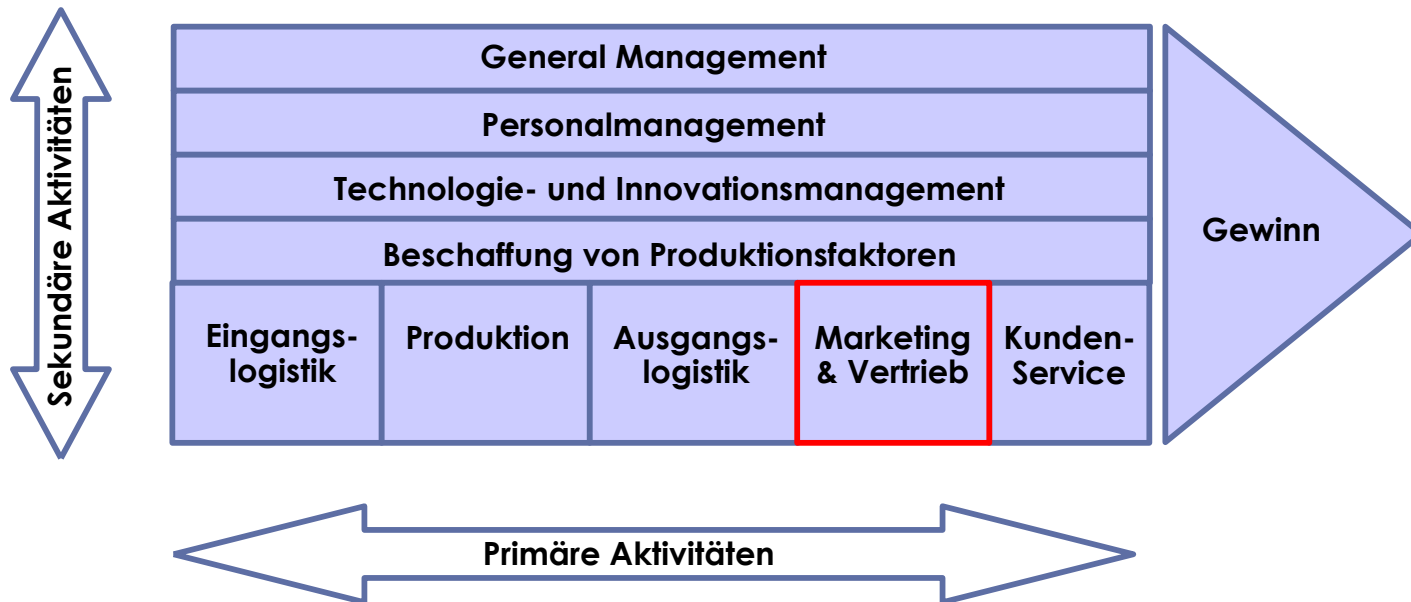 Sekundäre Aktivitäten
General Management
Personalmanagement
Technologie- und Innovationsmanagement
Beschaffung von Produktionsfaktoren
Eingangs-
logistik
Produktion
Ausgangs-
logistik
Marketing
& Vertrieb
Kunden-
Service
Gewinn
Primäre Aktivitäten